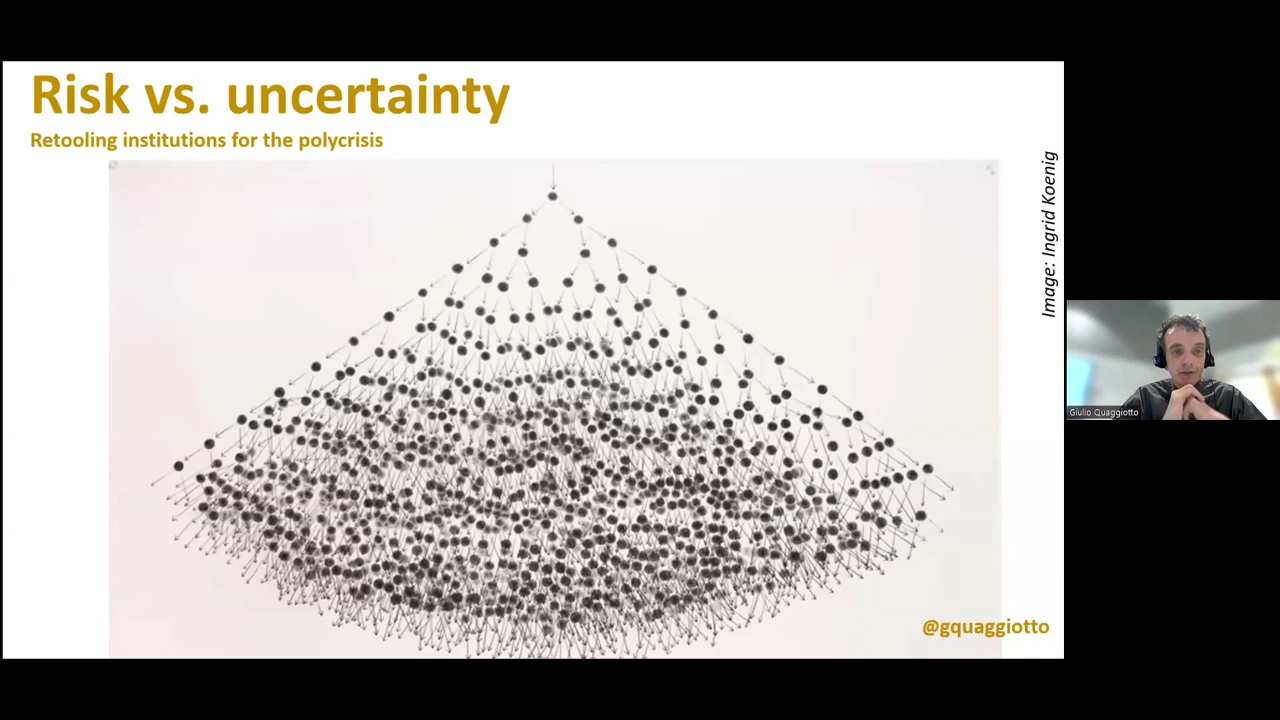 Risk vs. uncertainty
Retooling institutions for the polycrisis
Image: Ingrid Koenig
Giulio Quaggiotto
@gquaggiotto